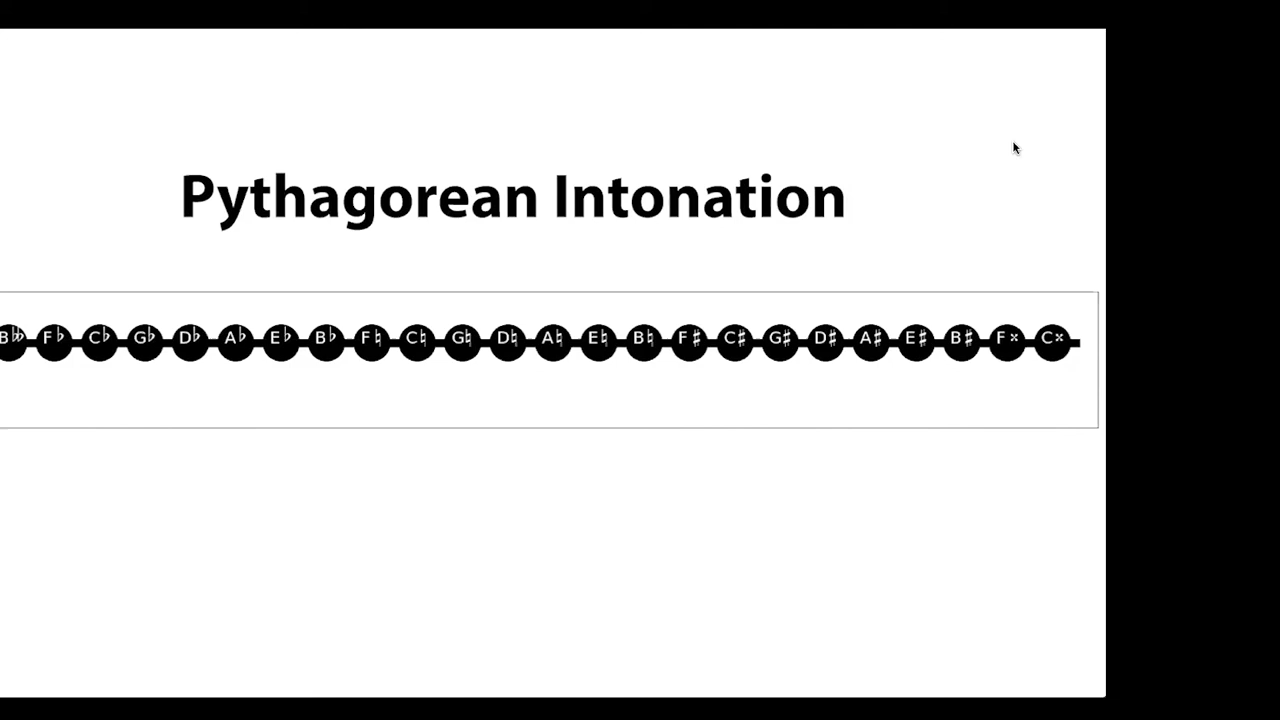 Pythagorean Intonation
B𝄫 F♭ C♭ G♭ D♭ A♭ E♭ B♭ F♮ C♮ G♮ D♮ A♮ E♮ B♮ F♯ C♯ G♯ D♯ A♯ E♯ B♯ F𝄪 C𝄪